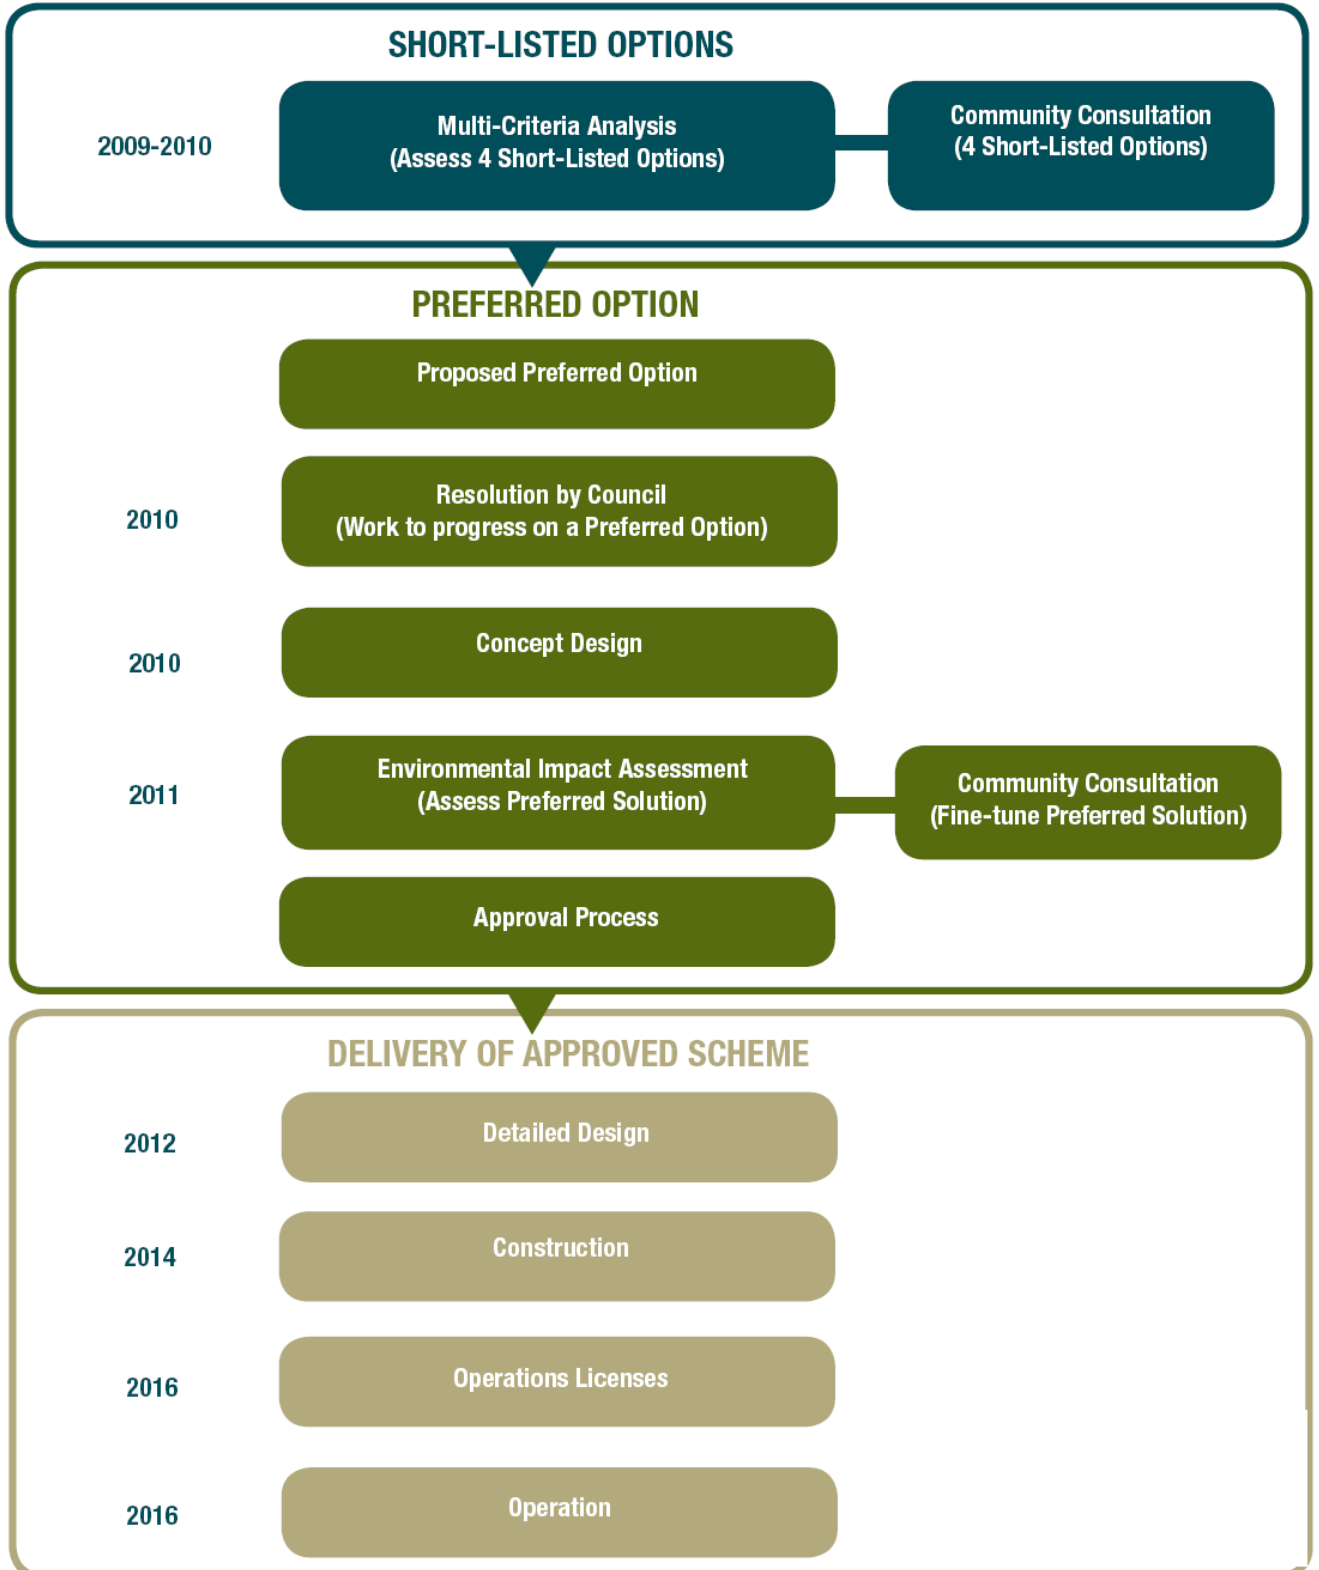 SHORT-LISTED OPTIONS
2009-2010
Multi-Criteria Analysis
(Assess 4 Short-Listed Options)
Community Consultation
(4 Short-Listed Options)
PREFERRED OPTION
Proposed Preferred Option
2010
Resolution by Council
(Work to progress on a Preferred Option)
2010
Concept Design
2011
Environmental Impact Assessment
(Assess Preferred Solution)
Community Consultation
(Fine-tune Preferred Solution)
Approval Process
DELIVERY OF APPROVED SCHEME
2012
Detailed Design
2014
Construction
2016
Operations Licenses
2016
Operation